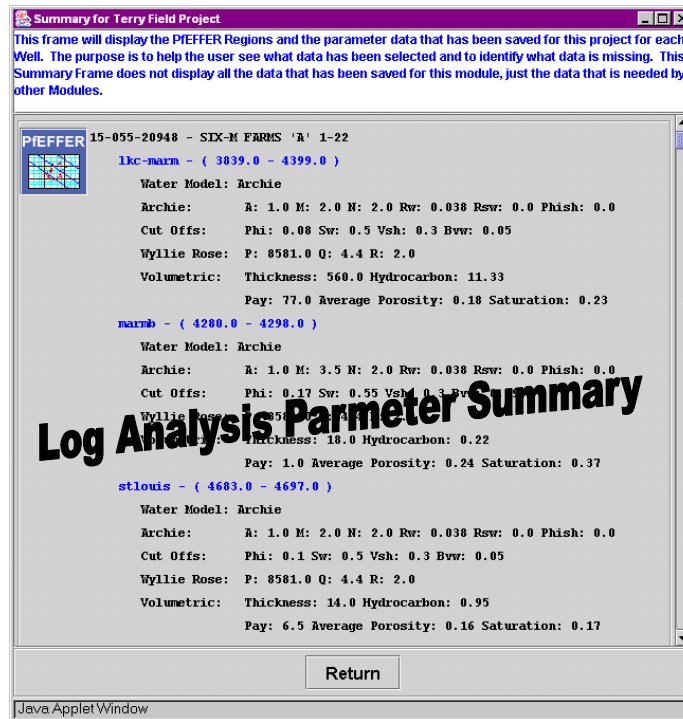 Summary for Terry Field Project
This frame will display the PfEFFER Regions and the parameter data that has been saved for this project for each
Well. The purpose is to help the user see what data has been selected and to identify what data is missing. This
Summary Frame does not display all the data that has been saved for this module, just the data that is needed by
other Modules.
PfEFFER
15-055-20948 - SIX-M FARMS 'A' 1-22
lkc-marm - ( 3839.0 - 4399.0 )
Water Model: Archie
Archie: A: 1.0 M: 2.0 N: 2.0 Rw: 0.038 Rsw: 0.0 Phish: 0.0
Cut Offs: Phi: 0.08 Sw: 0.5 Vsh: 0.3 Bvw: 0.05
Wyllie Rose: P: 8581.0 Q: 4.4 R: 2.0
Volumetric: Thickness: 560.0 Hydrocarbon: 11.33
Pay: 77.0 Average Porosity: 0.18 Saturation: 0.23
marmb - ( 4280.0 - 4298.0 )
Water Model: Archie
Archie: A: 1.0 M: 3.5 N: 2.0 Rw: 0.038 Rsw: 0.0 Phish: 0.0
Cut Offs: Phi: 0.17 Sw: 0.55 Vsh: 0.3
Wyllie Rose:
Log Analysis Parmeter Summary
Thickness: 18.0 Hydrocarbon: 0.22
Pay: 1.0 Average Porosity: 0.24 Saturation: 0.37
stlouis - ( 4683.0 - 4697.0 )
Water Model: Archie
Archie: A: 1.0 M: 2.0 N: 2.0 Rw: 0.038 Rsw: 0.0 Phish: 0.0
Cut Offs: Phi: 0.1 Sw: 0.5 Vsh: 0.3 Bvw: 0.05
Wyllie Rose: P: 8581.0 Q: 4.4 R: 2.0
Volumetric: Thickness: 14.0 Hydrocarbon: 0.95
Pay: 6.5 Average Porosity: 0.16 Saturation: 0.17
Return
Java Applet Window